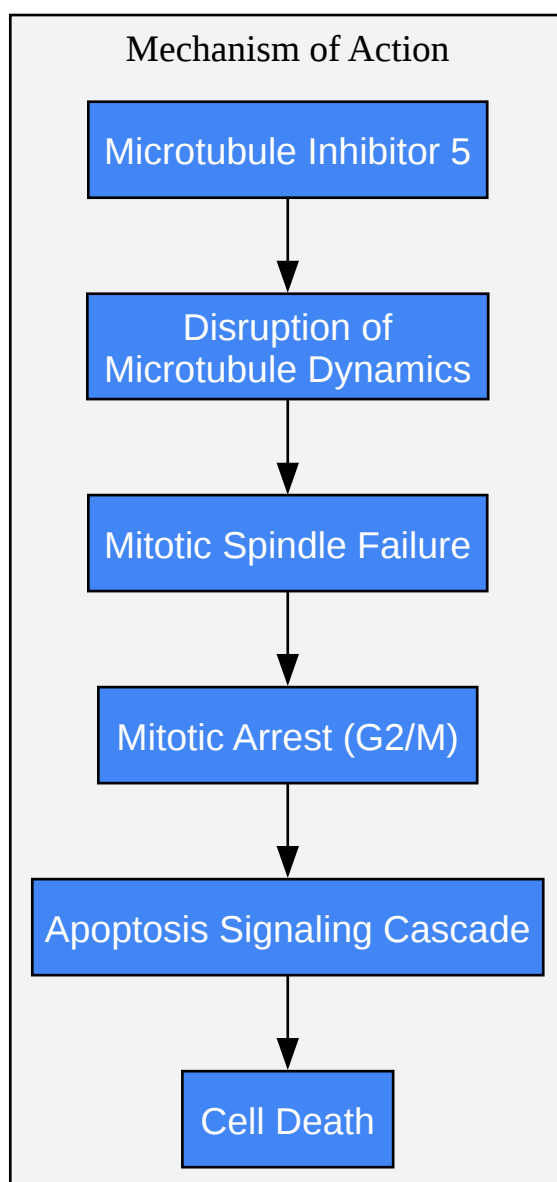 Mechanism of Action
Microtubule Inhibitor 5
Disruption of
Microtubule Dynamics
Mitotic Spindle Failure
Mitotic Arrest (G2/M)
Apoptosis Signaling Cascade
Cell Death